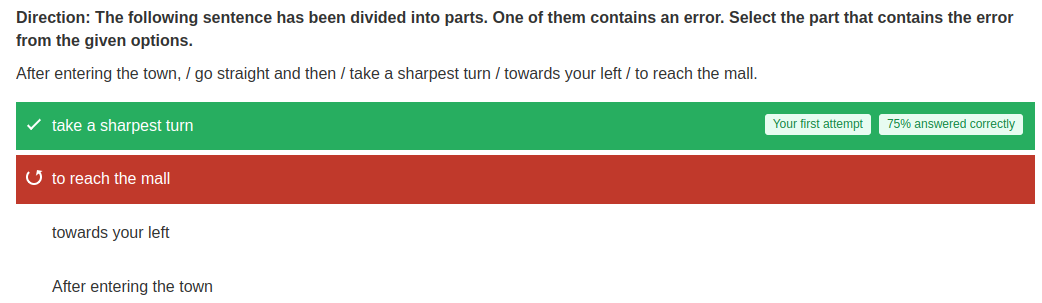 Direction: The following sentence has been divided into parts. One of them contains an error. Select the part that contains the error
from the given options.
After entering the town, / go straight and then / take a sharpest turn / towards your left / to reach the mall.
take a sharpest turn Your first attempt 75% answered correctly
to reach the mall
towards your left
After entering the town